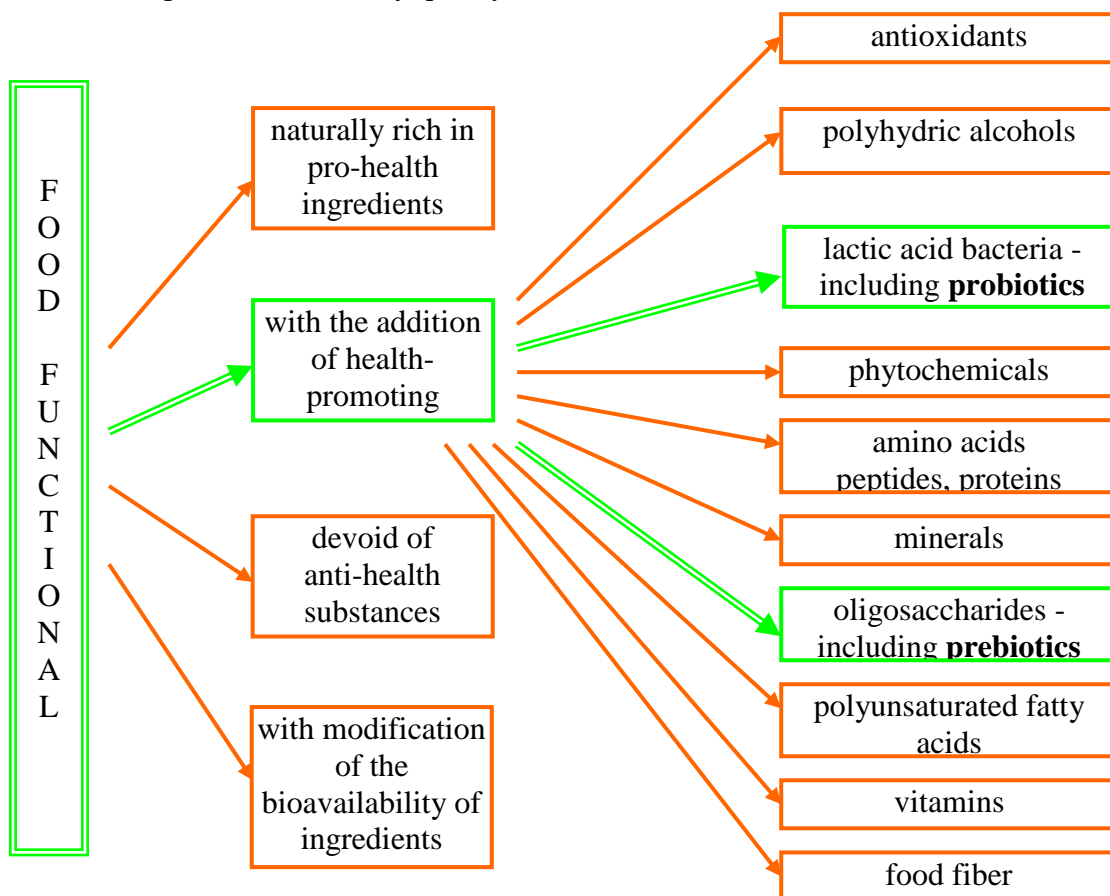 FOOD FUNCTIONAL
naturally rich in
pro-health
ingredients
with the addition
of health-
promoting
devoid of
anti-health
substances
with modification
of the
bioavailability of
ingredients
antioxidants
polyhydric alcohols
lactic acid bacteria -
including probiotics
phytochemicals
amino acids
peptides, proteins
minerals
oligosaccharides -
including prebiotics
polyunsaturated fatty
acids
vitamins
food fiber